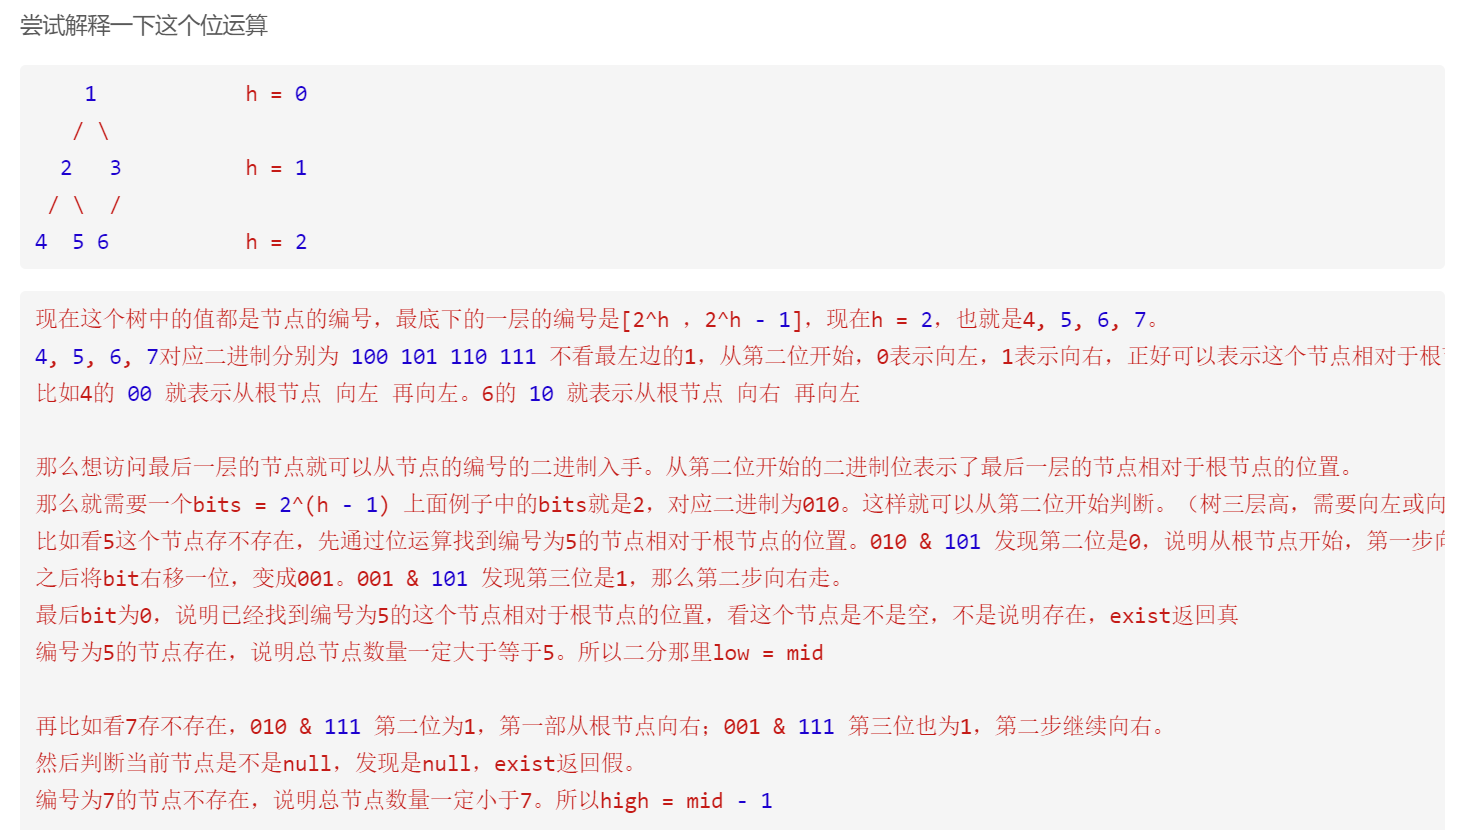 尝试解释一下这个位运算
1 h = 0
/ \
2 3 h = 1
/ \ /
4 5 6 h = 2
现在这个树中的值都是节点的编号，最底下的一层的编号是[2^h ，2^h - 1]，现在h = 2，也就是4, 5, 6, 7。
4, 5, 6, 7对应二进制分别为 100 101 110 111 不看最左边的1，从第二位开始，0表示向左，1表示向右，正好可以表示这个节点相对于根
比如4的 00 就表示从根节点 向左 再向左。6的 10 就表示从根节点 向右 再向左
那么想访问最后一层的节点就可以从节点的编号的二进制入手。从第二位开始的二进制位表示了最后一层的节点相对于根节点的位置。
那么就需要一个bits = 2^(h - 1) 上面例子中的bits就是2，对应二进制为010。这样就可以从第二位开始判断。（树三层高，需要向左或向
比如看5这个节点存不存在，先通过位运算找到编号为5的节点相对于根节点的位置。010 & 101 发现第二位是0，说明从根节点开始，第一步向
之后将bit右移一位，变成001。001 & 101 发现第三位是1，那么第二步向右走。
最后bit为0，说明已经找到编号为5的这个节点相对于根节点的位置，看这个节点是不是空，不是说明存在，exist返回真
编号为5的节点存在，说明总节点数量一定大于等于5。所以二分那里low = mid
再比如看7存不存在，010 & 111 第二位为1，第一部从根节点向右；001 & 111 第三位也为1，第二步继续向右。
然后判断当前节点是不是null，发现是null，exist返回假。
编号为7的节点不存在，说明总节点数量一定小于7。所以high = mid - 1